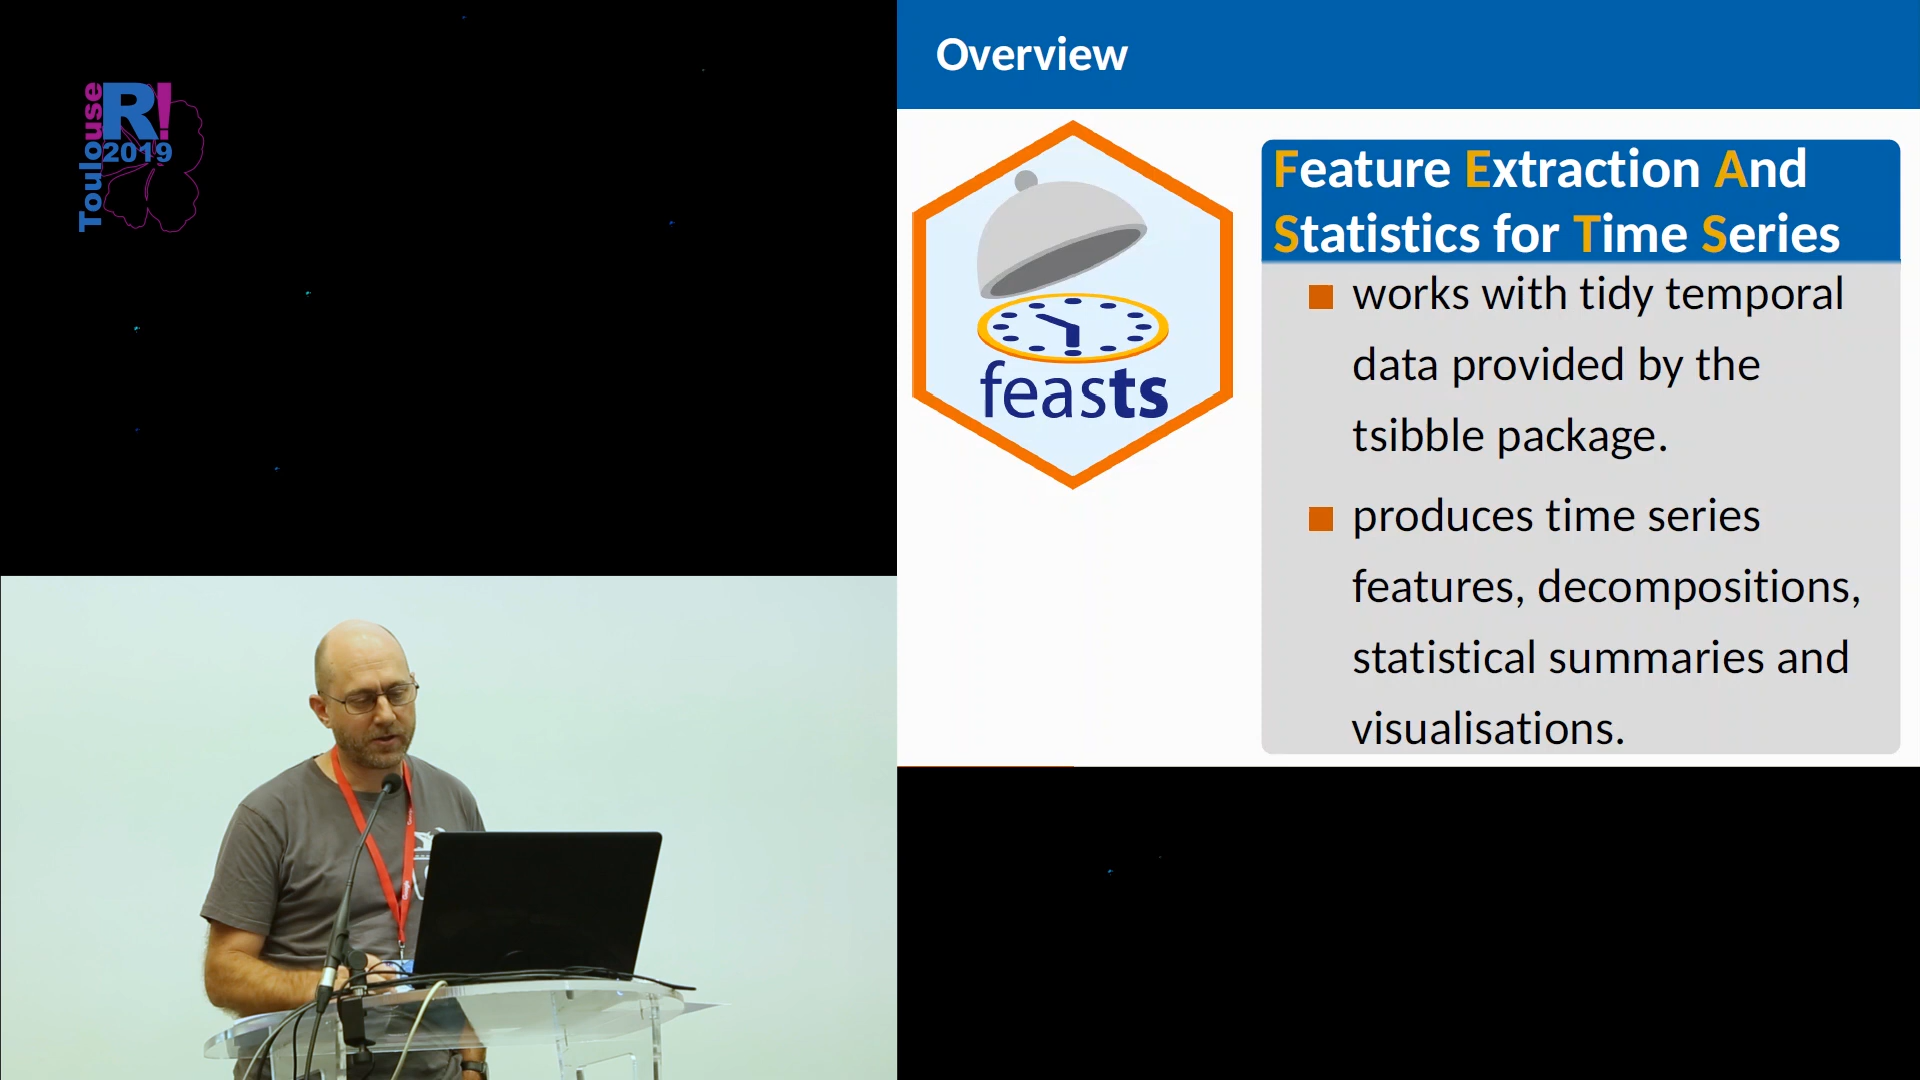 Toulouse
R!
2019
Overview
feasts
Feature Extraction And
Statistics for Time Series
works with tidy temporal
data provided by the
tsibble package.
produces time series
features, decompositions,
statistical summaries and
visualisations.